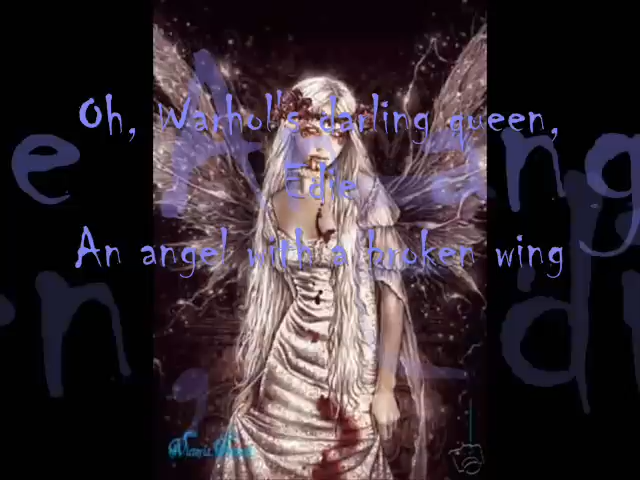 Oh, Warhol's darling queen,
Edie
An angel with a broken wing